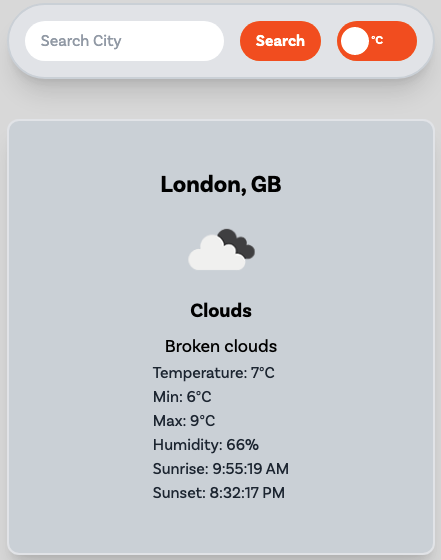 Search City
Search
°C
London, GB
Clouds
Broken clouds
Temperature: 7°C
Min: 6°C
Max: 9°C
Humidity: 66%
Sunrise: 9:55:19 AM
Sunset: 8:32:17 PM